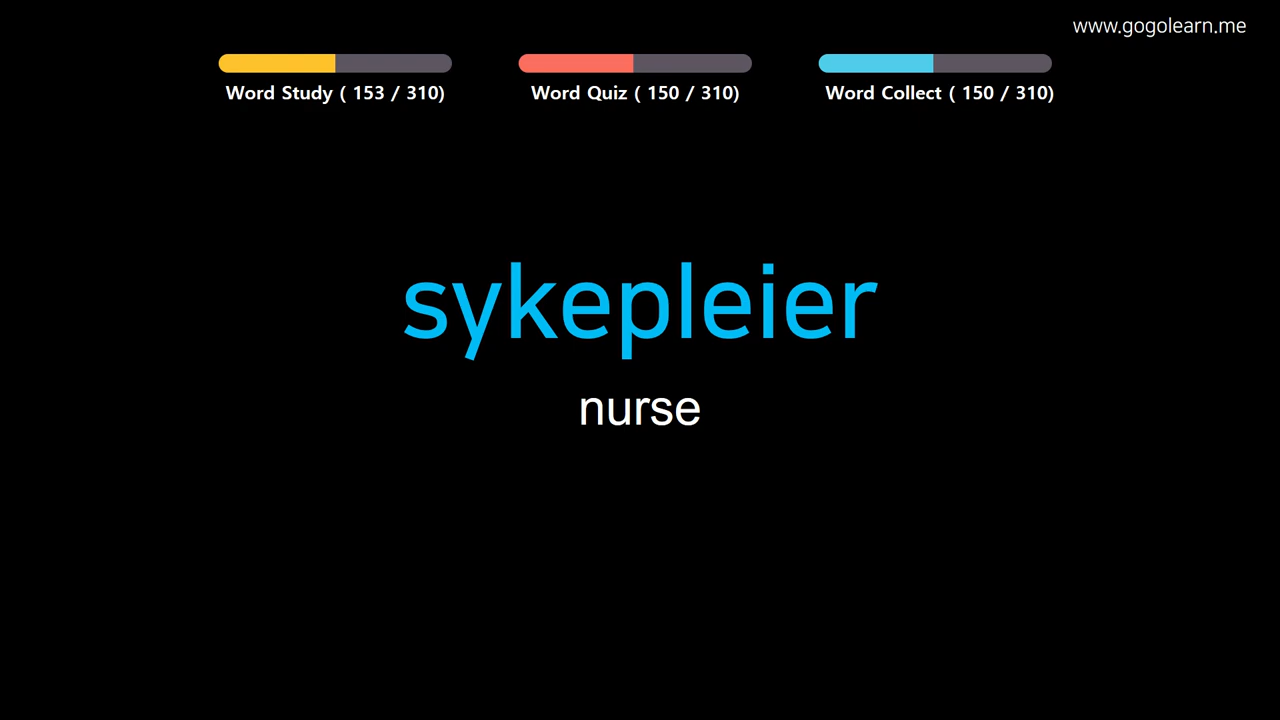 www.gogolearn.me
Word Study ( 153 / 310)
Word Quiz ( 150 / 310)
Word Collect ( 150 / 310)
sykepleier
nurse